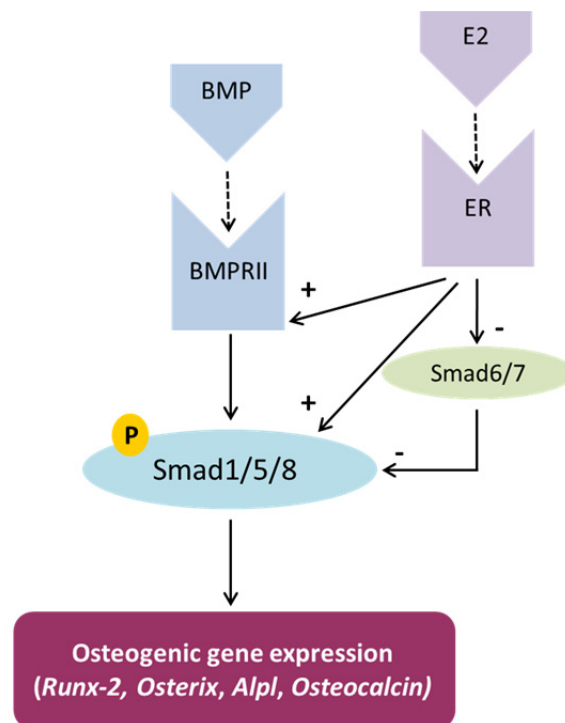 E2
BMP
ER
BMPRII
+
-
Smad6/7
+
P
-
Smad1/5/8
Osteogenic gene expression
(Runx-2, Osterix, Alpl, Osteocalcin)